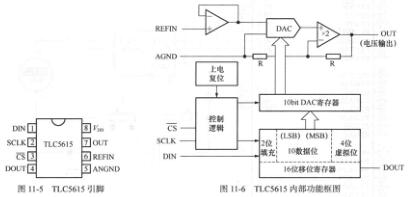 DIN 1
SCLK 2
CS 3
DOUT 4
TLC5615
8 VDD
7 OUT
6 REFIN
5 ANGND
图 11-5 TLC5615 引脚
REFIN
DAC
×2
OUT
(电压输出)
AGND
R
R
上电
复位
10bit DAC寄存器
控制
逻辑
CS
SCLK
DIN
(LSB) (MSB)
2位
填充
10数据位
4位
虚拟位
16位移位寄存器
DOUT
图 11-6 TLC5615 内部功能框图